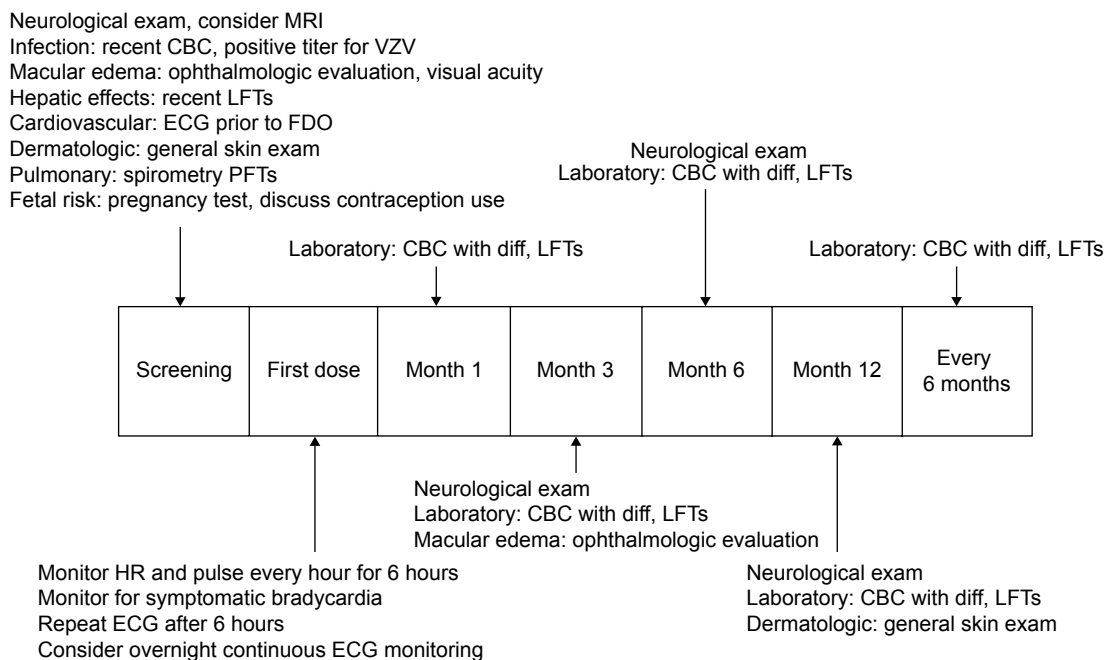 Neurological exam, consider MRI
Infection: recent CBC, positive titer for VZV
Macular edema: ophthalmologic evaluation, visual acuity
Hepatic effects: recent LFTs
Cardiovascular: ECG prior to FDO
Dermatologic: general skin exam
Pulmonary: spirometry PFTs
Fetal risk: pregnancy test, discuss contraception use
Neurological exam
Laboratory: CBC with diff, LFTs
Laboratory: CBC with diff, LFTs
Laboratory: CBC with diff, LFTs
Screening
First dose
Month 1
Month 3
Month 6
Month 12
Every
6 months
Neurological exam
Laboratory: CBC with diff, LFTs
Macular edema: ophthalmologic evaluation
Monitor HR and pulse every hour for 6 hours
Monitor for symptomatic bradycardia
Repeat ECG after 6 hours
Consider overnight continuous ECG monitoring
Neurological exam
Laboratory: CBC with diff, LFTs
Dermatologic: general skin exam